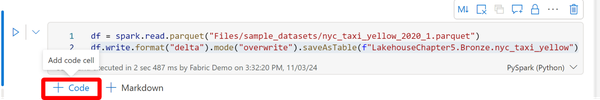 M↓
1 df = spark.read.parquet("Files/sample_datasets/nyc_taxi_yellow_2020_1.parquet")
2 df.write.format("delta").mode("overwrite").saveAsTable(f"LakehouseChapter5.Bronze.nyc_taxi_yellow")
Add code cell
executed in 2 sec 487 ms by Fabric Demo on 3:32:20 PM, 11/03/24
PySpark (Python)
+ Code
+ Markdown